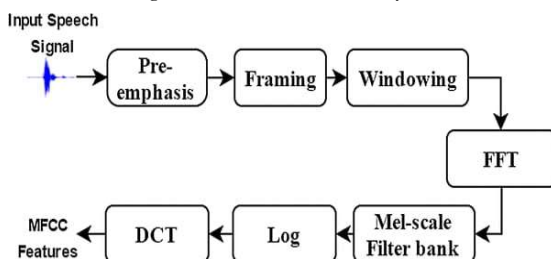 Input Speech
Signal
Pre-
emphasis
Framing
Windowing
FFT
Mel-scale
Filter bank
Log
DCT
MFCC
Features